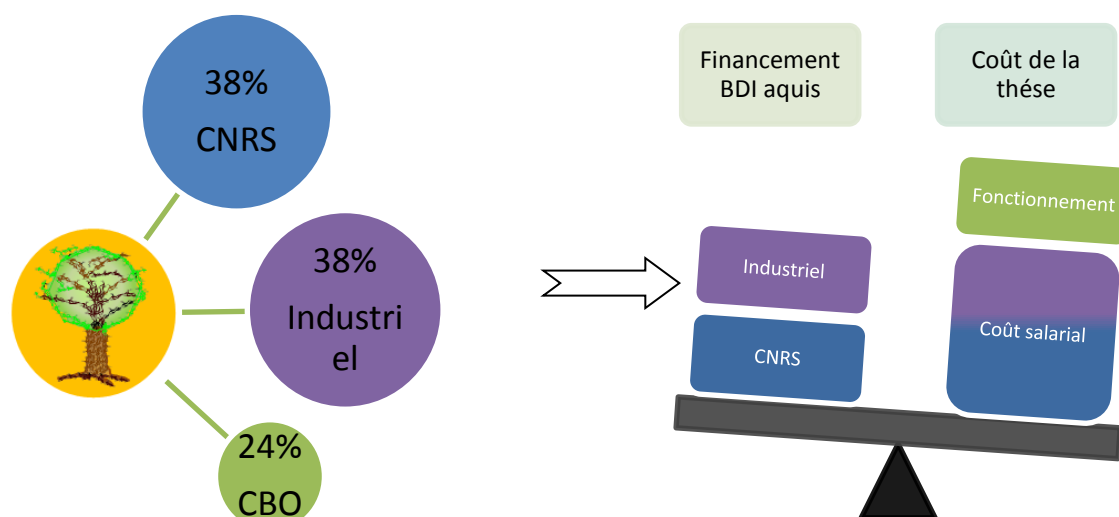 38%
CNRS
38%
Industri
el
24%
CBO
Financement
BDI aquis
Coût de la
thése
Fonctionnement
Industriel
Coût salarial
CNRS